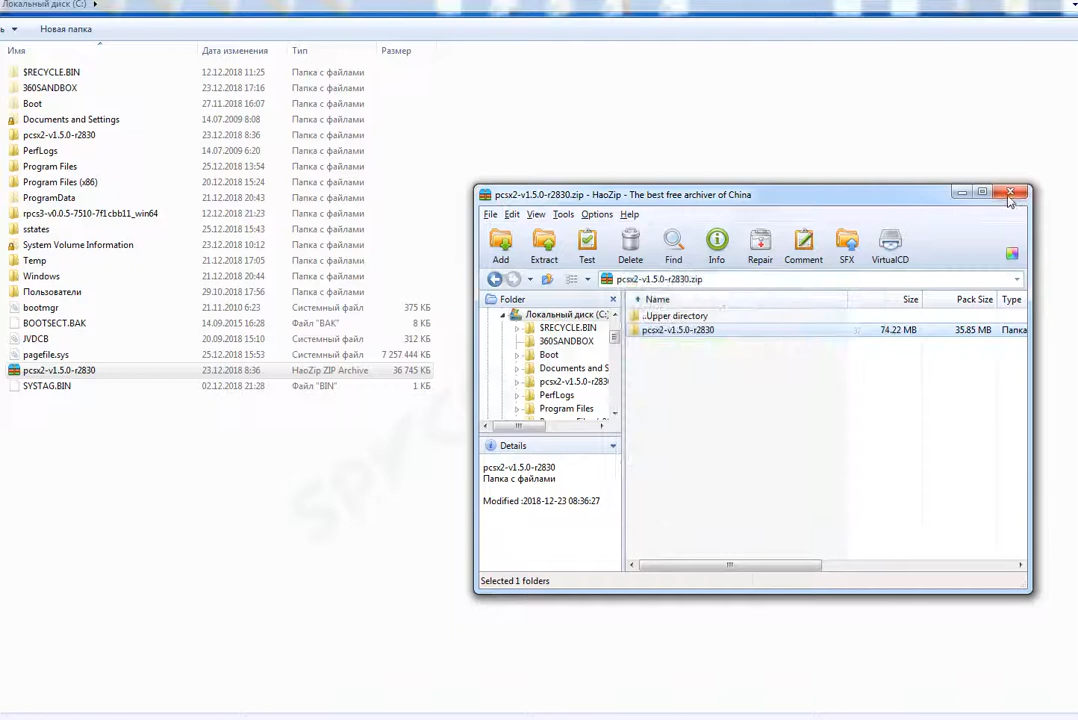 Локальный диск (C:)
Новая папка
Имя Дата изменения Тип Размер
$RECYCLE.BIN 12.12.2018 11:25 Папка с файлами
360SANDBOX 23.12.2018 17:16 Папка с файлами
Boot 27.11.2018 16:07 Папка с файлами
Documents and Settings 14.07.2009 8:08 Папка с файлами
pcsx2-v1.5.0-r2830 23.12.2018 8:36 Папка с файлами
PerfLogs 14.07.2009 6:20 Папка с файлами
Program Files 25.12.2018 13:54 Папка с файлами
Program Files (x86) 20.12.2018 15:24 Папка с файлами
ProgramData 21.12.2018 20:43 Папка с файлами
rpcs3-v0.0.5-7510-7f1cbb11_win64 12.12.2018 21:23 Папка с файлами
sstates 25.12.2018 15:43 Папка с файлами
System Volume Information 23.12.2018 10:12 Папка с файлами
Temp 21.12.2018 17:05 Папка с файлами
Windows 21.12.2018 20:44 Папка с файлами
Пользователи 29.10.2018 17:56 Папка с файлами
bootmgr 21.11.2010 6:23 Системный файл 375 КБ
BOOTSECT.BAK 14.09.2015 16:28 Файл "BAK" 8 КБ
JVDCB 20.09.2018 15:10 Системный файл 312 КБ
pagefile.sys 25.12.2018 15:53 Системный файл 7 257 444 КБ
pcsx2-v1.5.0-r2830 23.12.2018 8:36 HaoZip ZIP Archive 36 745 КБ
SYSTAG.BIN 02.12.2018 21:28 Файл "BIN" 1 КБ
pcsx2-v1.5.0-r2830.zip - HaoZip - The best free archiver of China
File Edit View Tools Options Help
Add Extract Test Delete Find Info Repair Comment SFX VirtualCD
pcsx2-v1.5.0-r2830.zip
Folder Name Size Pack Size Type
Локальный диск (C:)
..Upper directory
$RECYCLE.BIN
pcsx2-v1.5.0-r2830 74.22 MB 35.85 MB Папка
360SANDBOX
Boot
Documents and S
pcsx2-v1.5.0-r2830
PerfLogs
Program Files
Details
pcsx2-v1.5.0-r2830
Папка с файлами
Modified :2018-12-23 08:36:27
Selected 1 folders